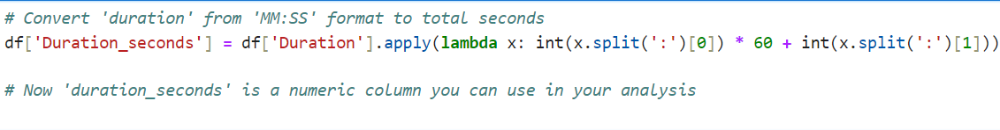 # Convert 'duration' from 'MM:SS' format to total seconds
df['Duration_seconds'] = df['Duration'].apply(lambda x: int(x.split(':')[0]) * 60 + int(x.split(':')[1]))
# Now 'duration_seconds' is a numeric column you can use in your analysis